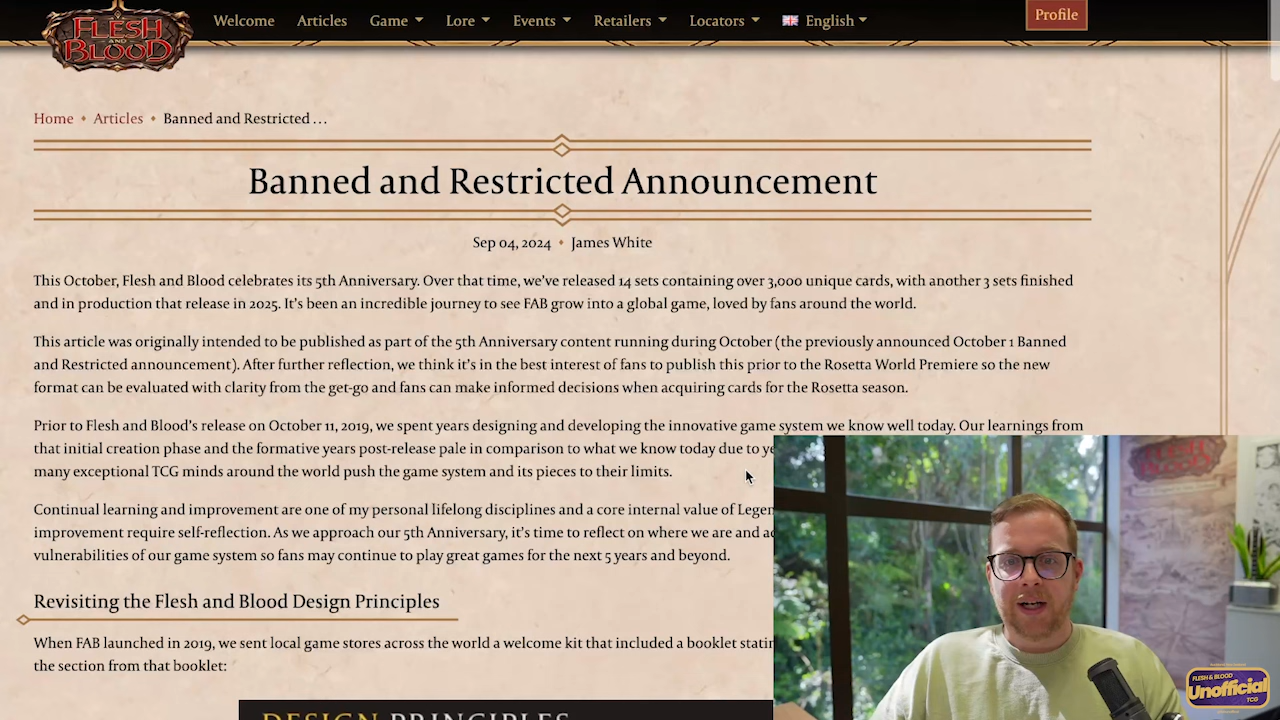 FLESH
AND
BLOOD
Welcome
Articles
Game
Lore
Events
Retailers
Locators
English
Profile
Home • Articles • Banned and Restricted ...
Banned and Restricted Announcement
Sep 04, 2024 • James White
This October, Flesh and Blood celebrates its 5th Anniversary. Over that time, we've released 14 sets containing over 3,000 unique cards, with another 3 sets finished
and in production that release in 2025. It's been an incredible journey to see FAB grow into a global game, loved by fans around the world.
This article was originally intended to be published as part of the 5th Anniversary content running during October (the previously announced October 1 Banned
and Restricted announcement). After further reflection, we think it's in the best interest of fans to publish this prior to the Rosetta World Premiere so the new
format can be evaluated with clarity from the get-go and fans can make informed decisions when acquiring cards for the Rosetta season.
Prior to Flesh and Blood's release on October 11, 2019, we spent years designing and developing the innovative game system we know well today. Our learnings from
that initial creation phase and the formative years post-release pale in comparison to what we know today due to ye
many exceptional TCG minds around the world push the game system and its pieces to their limits.
Continual learning and improvement are one of my personal lifelong disciplines and a core internal value of Legen
improvement require self-reflection. As we approach our 5th Anniversary, it's time to reflect on where we are and ac
vulnerabilities of our game system so fans may continue to play great games for the next 5 years and beyond.
Revisiting the Flesh and Blood Design Principles
When FAB launched in 2019, we sent local game stores across the world a welcome kit that included a booklet statin
the section from that booklet:
DESIGN PRINCIPLES
FLESH & BLOOD
Unofficial
TCG